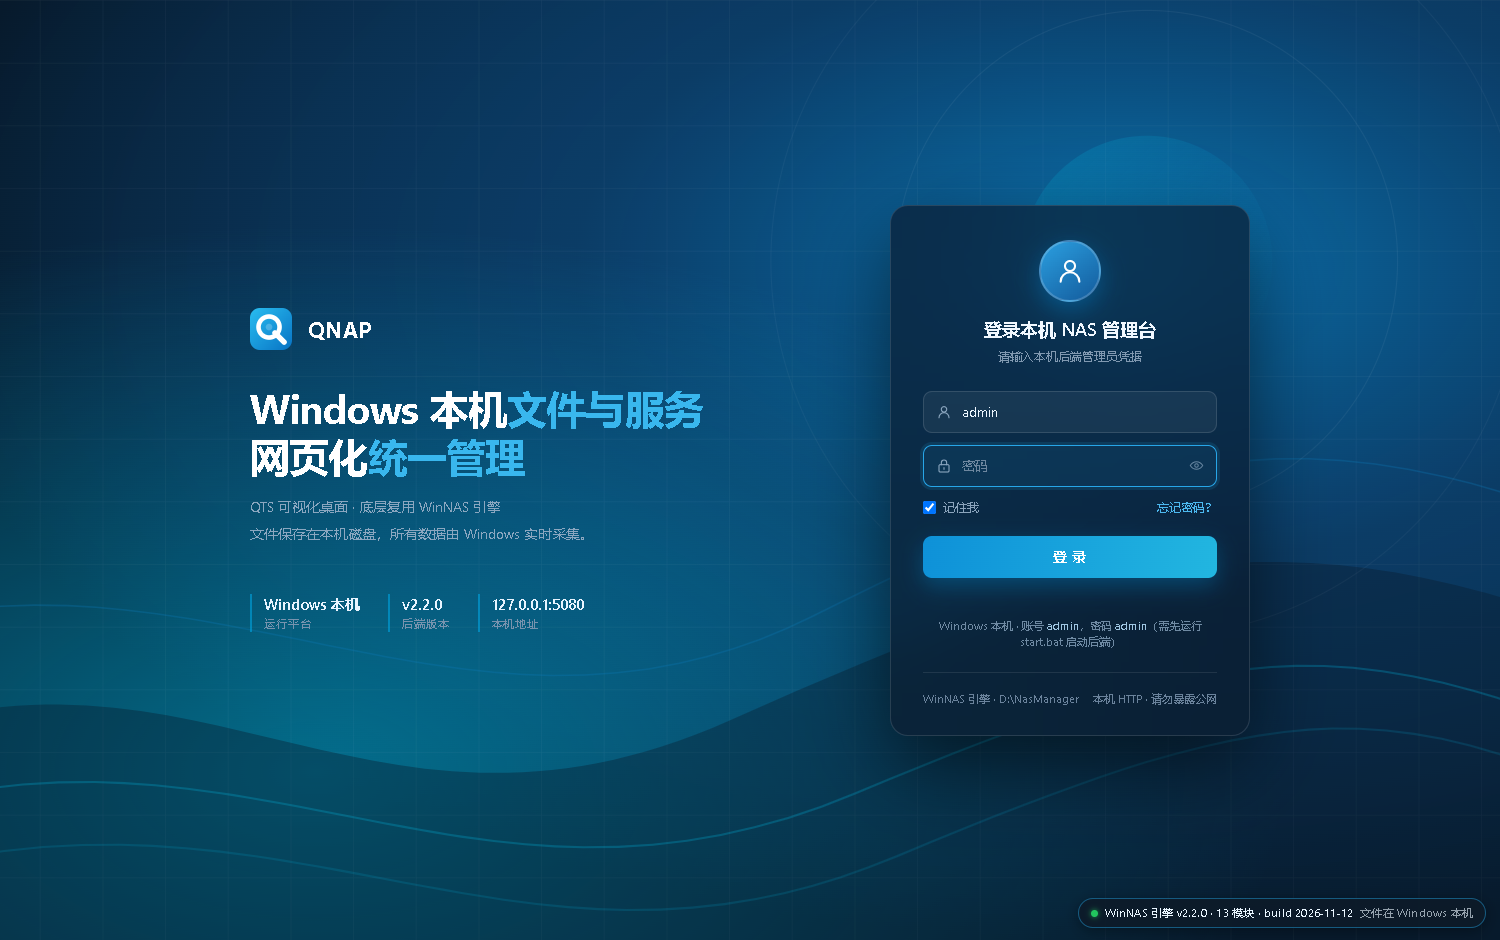 QNAP
Windows 本机文件与服务
网页化统一管理
QTS 可视化桌面 · 底层复用 WinNAS 引擎
文件保存在本机磁盘，所有数据由 Windows 实时采集。
Windows 本机
运行平台
v2.2.0
后端版本
127.0.0.1:5080
本机地址
登录本机 NAS 管理台
请输入本机后端管理员凭据
admin
密码
记住我
忘记密码?
登 录
Windows 本机 · 账号 admin，密码 admin（需先运行
start.bat 启动后端）
WinNAS 引擎 · D:\NasManager
本机 HTTP · 请勿暴露公网
WinNAS 引擎 v2.2.0 · 13 模块 · build 2026-11-12 文件在 Windows 本机